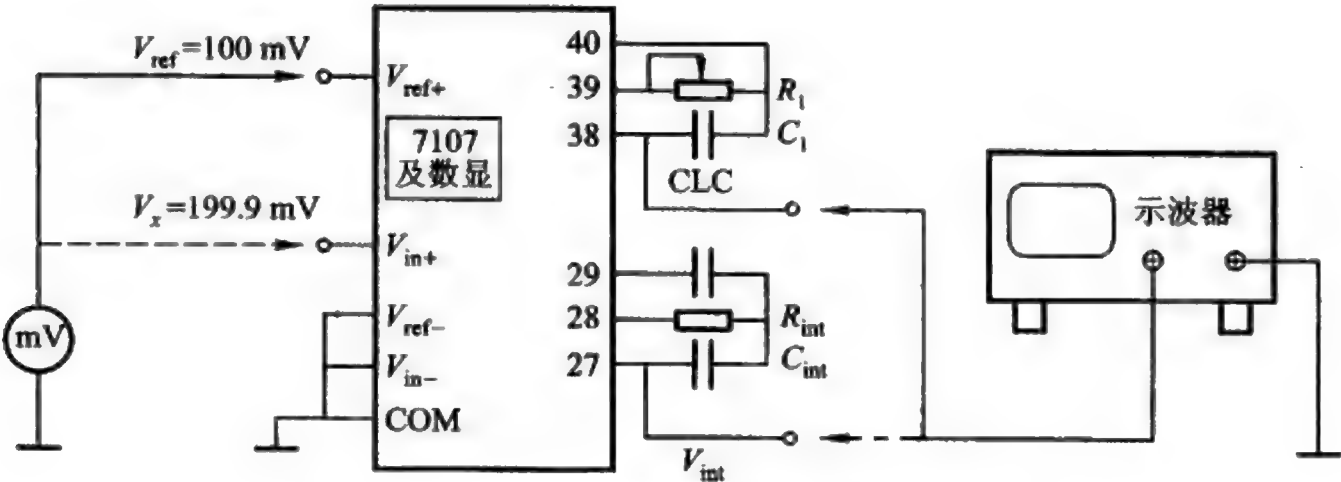 V_ref=100 mV
V_ref+
7107
及数显
V_x=199.9 mV
V_in+
V_ref−
V_in−
COM
mV
40
39
38
R_1
C_1
CLC
29
28
27
R_int
C_int
V_int
示波器